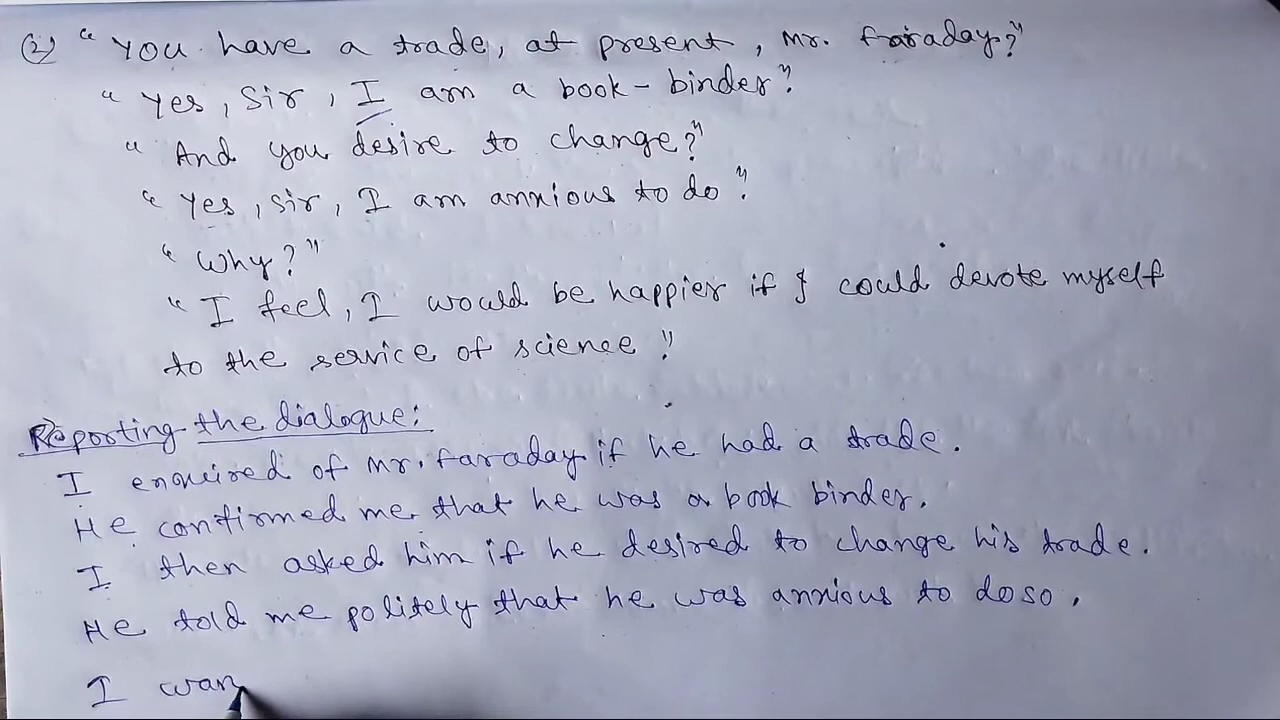 (2) "You have a trade, at present, Mr. Faraday?"
"Yes, Sir, I am a book-binder."
"And you desire to change?"
"Yes, Sir, I am anxious to do."
"Why?"
"I feel, I would be happier if I could devote myself
to the service of science."
Reporting the dialogue:
I enquired of Mr. Faraday if he had a trade.
He confirmed me that he was a book binder.
I then asked him if he desired to change his trade.
He told me politely that he was anxious to do so.
I wan